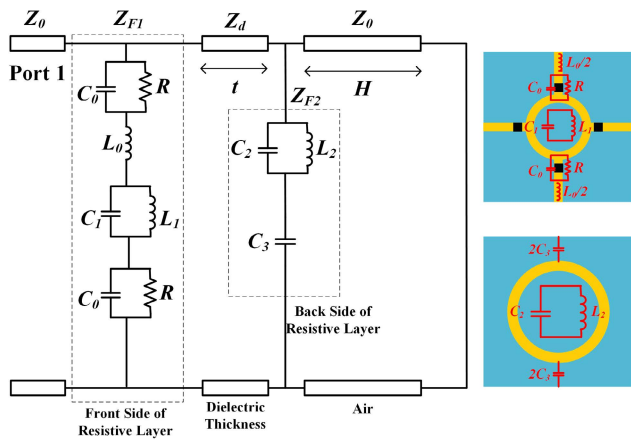 Z0 ZF1 Zd Z0
Port 1
C0 R
t
H
ZF2
L0
C2 L2
C1 L1
C3
C0 R
Back Side of
Resistive Layer
Front Side of
Resistive Layer
Dielectric
Thickness
Air
L0/2
C0 R
C1 L1
C0 R
L0/2
2C3
C2 L2
2C3